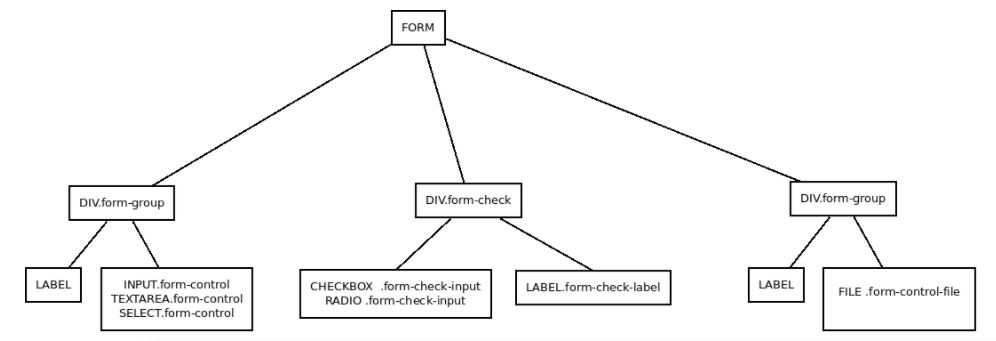 FORM
DIV.form-group
DIV.form-check
DIV.form-group
LABEL
INPUT.form-control
TEXTAREA.form-control
SELECT.form-control
CHECKBOX .form-check-input
RADIO .form-check-input
LABEL.form-check-label
LABEL
FILE .form-control-file